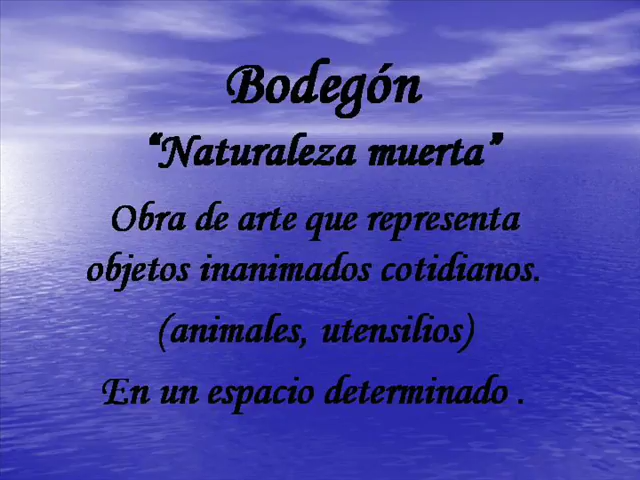 Bodegón
“Naturaleza muerta”
Obra de arte que representa
objetos inanimados cotidianos.
(animales, utensilios)
En un espacio determinado .